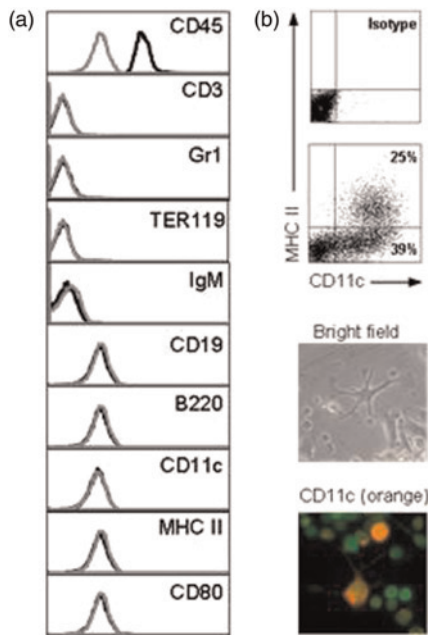 (a)
CD45
CD3
Gr1
TER119
IgM
CD19
B220
CD11c
MHC II
CD80
(b)
Isotype
25%
39%
MHC II
CD11c
Bright field
CD11c (orange)